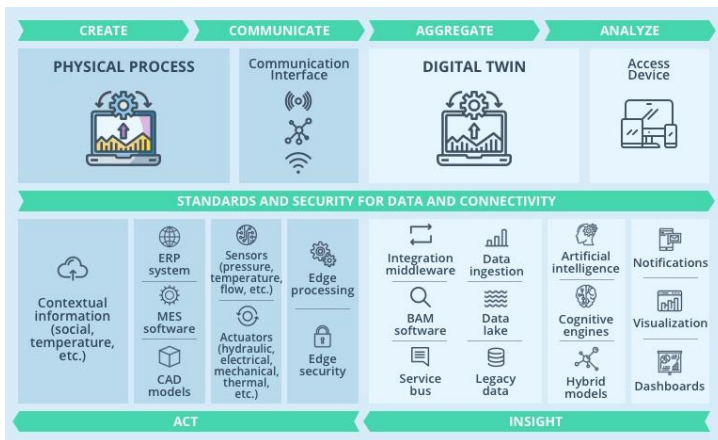 CREATE
COMMUNICATE
AGGREGATE
ANALYZE
PHYSICAL PROCESS
Communication
Interface
DIGITAL TWIN
Access
Device
STANDARDS AND SECURITY FOR DATA AND CONNECTIVITY
Contextual
information
(social,
temperature,
etc.)
ERP
system
MES
software
CAD
models
Sensors
(pressure,
temperature,
flow, etc.)
Actuators
(hydraulic,
electrical,
mechanical,
thermal,
etc.)
Edge
processing
Edge
security
Integration
middleware
BAM
software
Service
bus
Data
ingestion
Data
lake
Legacy
data
Artificial
intelligence
Cognitive
engines
Hybrid
models
Notifications
Visualization
Dashboards
ACT
INSIGHT